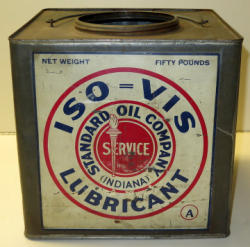 NET WEIGHT FIFTY POUNDS
ISO=VIS
STANDARD OIL COMPANY
SERVICE
(INDIANA)
LUBRICANT
A